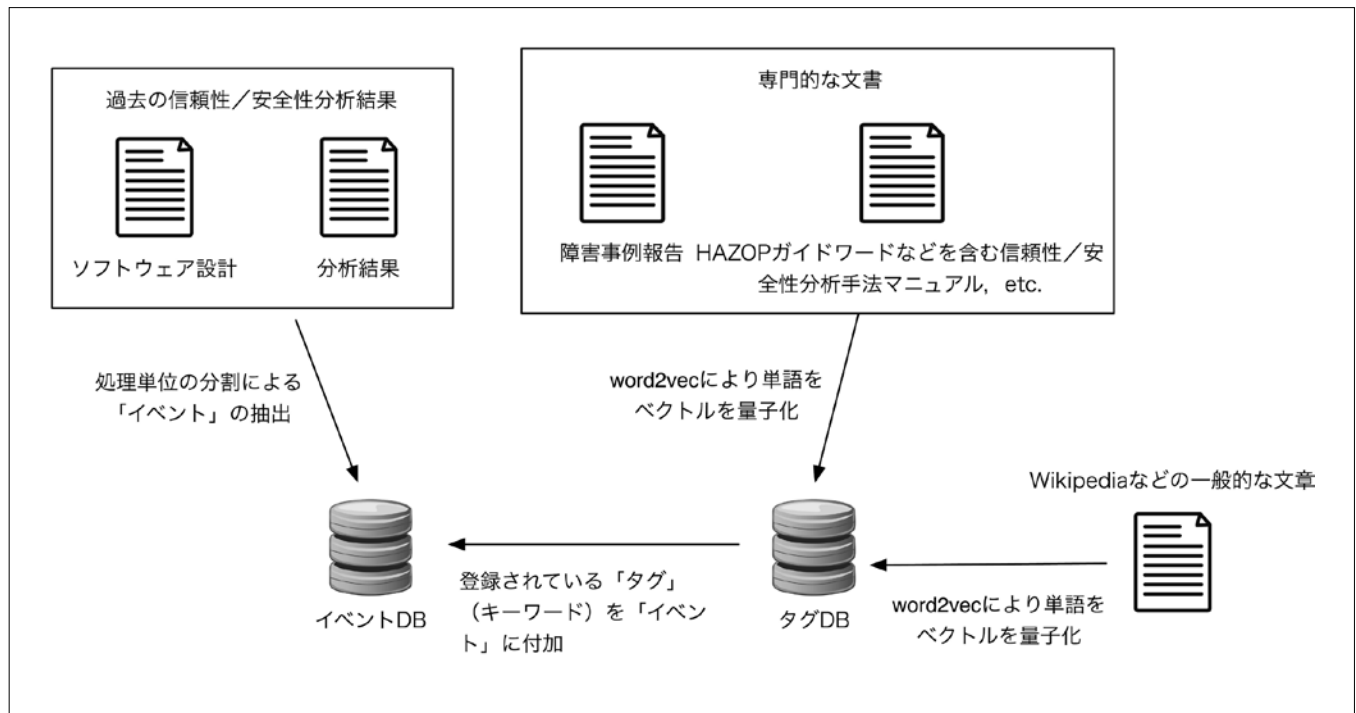 過去の信頼性／安全性分析結果
ソフトウェア設計
分析結果
専門的な文書
障害事例報告
HAZOPガイドワードなどを含む信頼性／安
全性分析手法マニュアル，etc.
処理単位の分割による
「イベント」の抽出
word2vecにより単語を
ベクトルを量子化
Wikipediaなどの一般的な文章
イベントDB
登録されている「タグ」
（キーワード）を「イベン
ト」に付加
タグDB
word2vecにより単語を
ベクトルを量子化